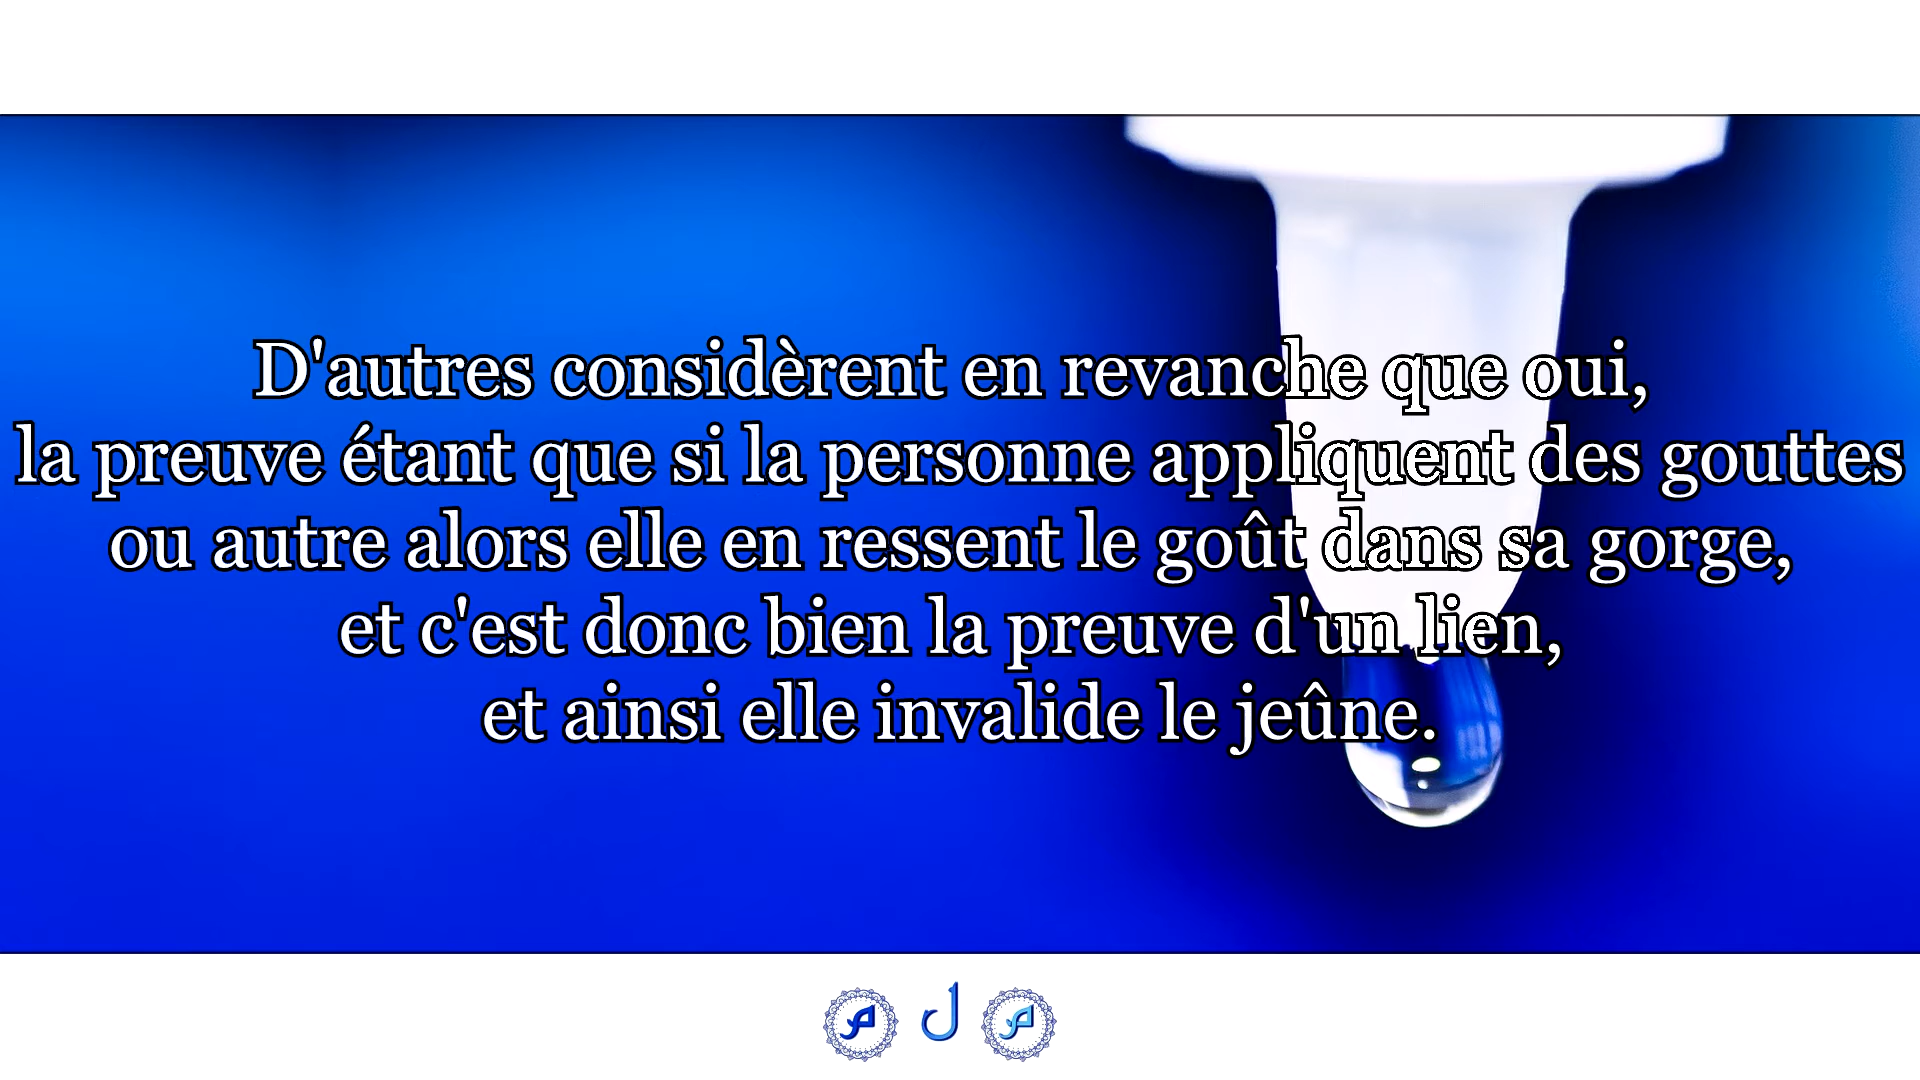 D'autres considèrent en revanche que oui,
la preuve étant que si la personne appliquent des gouttes
ou autre alors elle en ressent le goût dans sa gorge,
et c'est donc bien la preuve d'un lien,
et ainsi elle invalide le jeûne.
م ل م